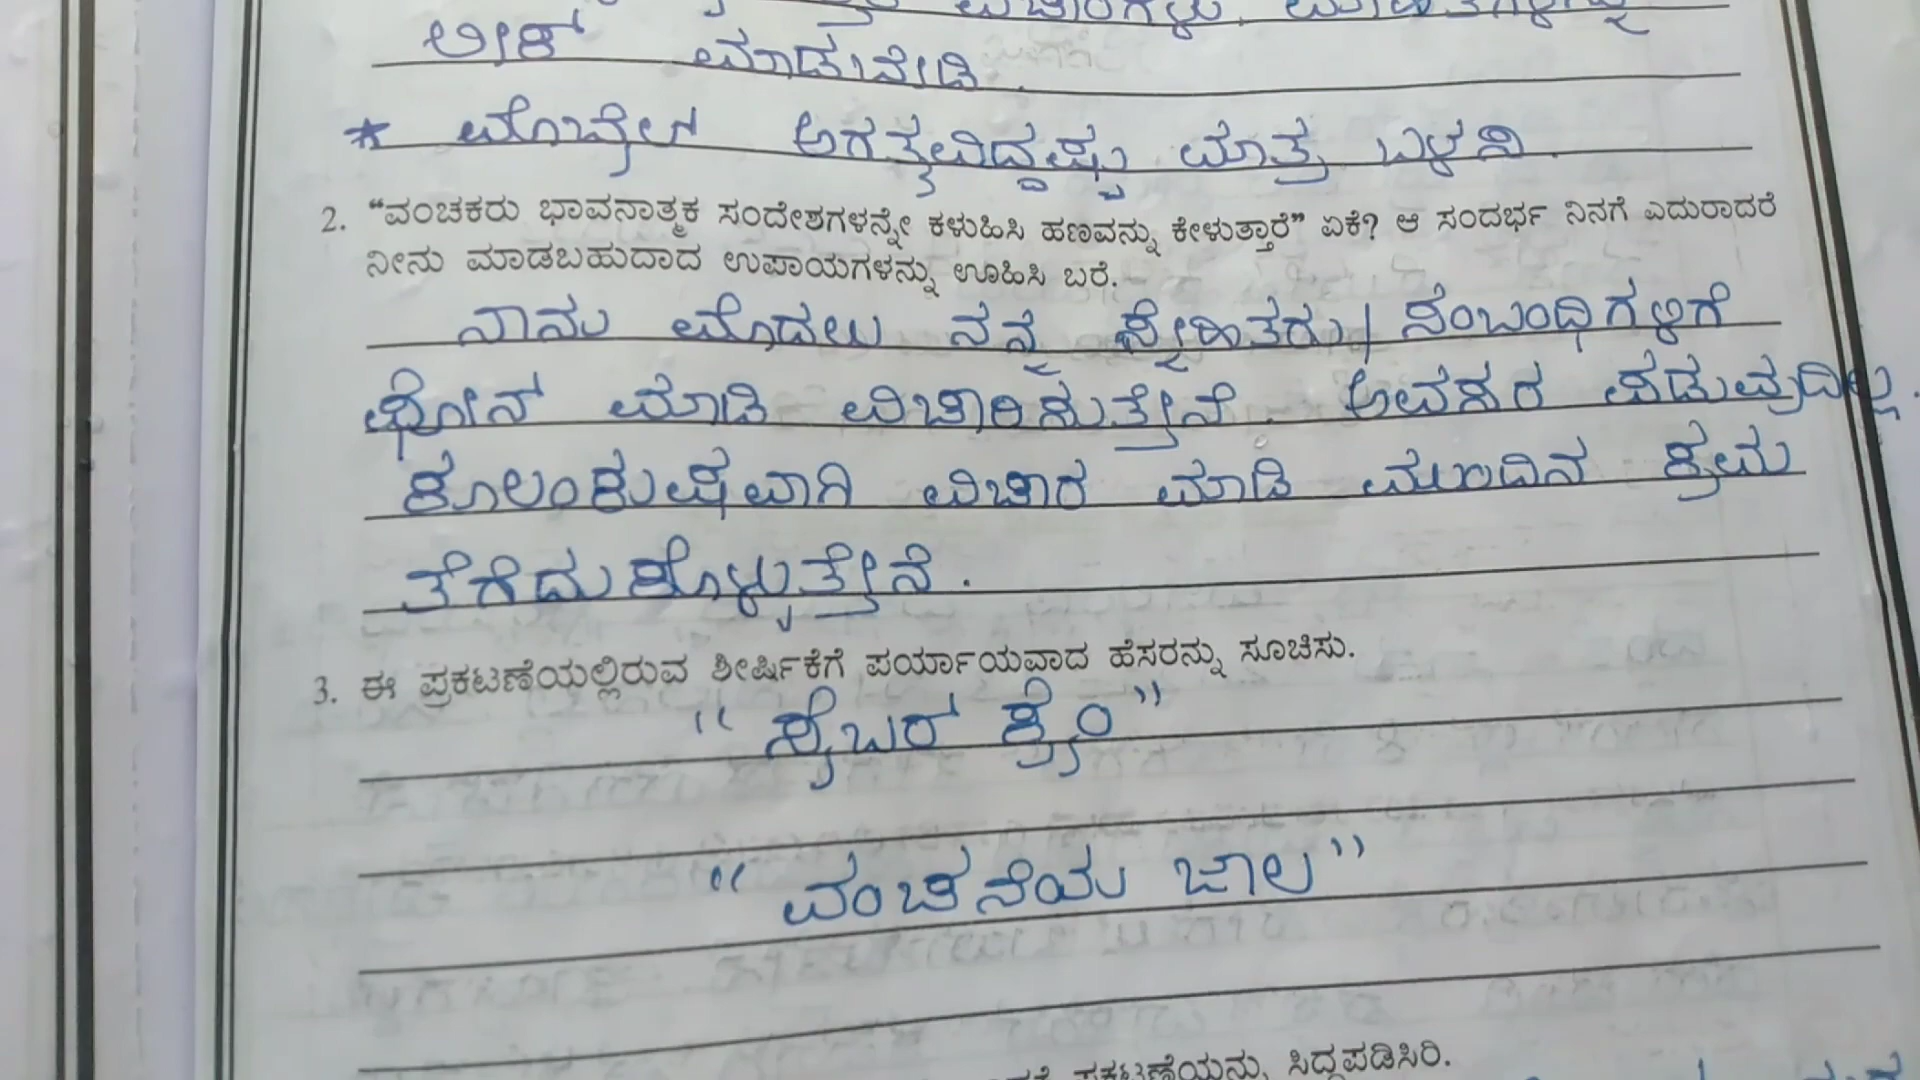 ಲೀಕ್ ಮಾಡಬೇಡಿ.
* ಮೊಬೈಲ್ ಅಗತ್ಯವಿದ್ದಷ್ಟು ಮಾತ್ರ ಬಳಸಿ.
2. “ವಂಚಕರು ಭಾವನಾತ್ಮಕ ಸಂದೇಶಗಳನ್ನೇ ಕಳುಹಿಸಿ ಹಣವನ್ನು ಕೇಳುತ್ತಾರೆ” ಏಕೆ? ಆ ಸಂದರ್ಭ ನಿನಗೆ ಎದುರಾದರೆ
ನೀನು ಮಾಡಬಹುದಾದ ಉಪಾಯಗಳನ್ನು ಊಹಿಸಿ ಬರೆ.
ನಾನು ಮೊದಲು ನನ್ನ ಸ್ನೇಹಿತರು / ಸಂಬಂಧಿಗಳಿಗೆ
ಫೋನ್ ಮಾಡಿ ವಿಚಾರಿಸುತ್ತೇನೆ. ಅವಸರ ಪಡುವುದಿಲ್ಲ.
ಕೂಲಂಕುಷವಾಗಿ ವಿಚಾರ ಮಾಡಿ ಮುಂದಿನ ಕ್ರಮ
ತೆಗೆದುಕೊಳ್ಳುತ್ತೇನೆ.
3. ಈ ಪ್ರಕಟಣೆಯಲ್ಲಿರುವ ಶೀರ್ಷಿಕೆಗೆ ಪರ್ಯಾಯವಾದ ಹೆಸರನ್ನು ಸೂಚಿಸು.
“ ಸೈಬರ್ ಕ್ರೈಂ ”
“ ವಂಚನೆಯ ಜಾಲ ”
ಪ್ರಕಟಣೆಯನ್ನು ಸಿದ್ಧಪಡಿಸಿರಿ.